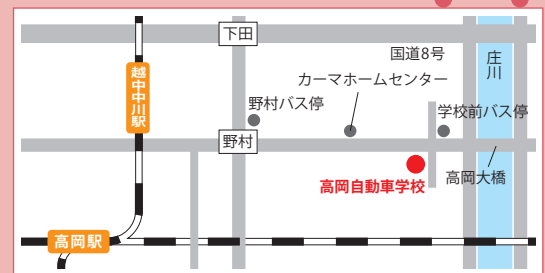 下田
国道8号
庄川
越中中川駅
カーマホームセンター
野村バス停
学校前バス停
野村
高岡大橋
高岡自動車学校
高岡駅